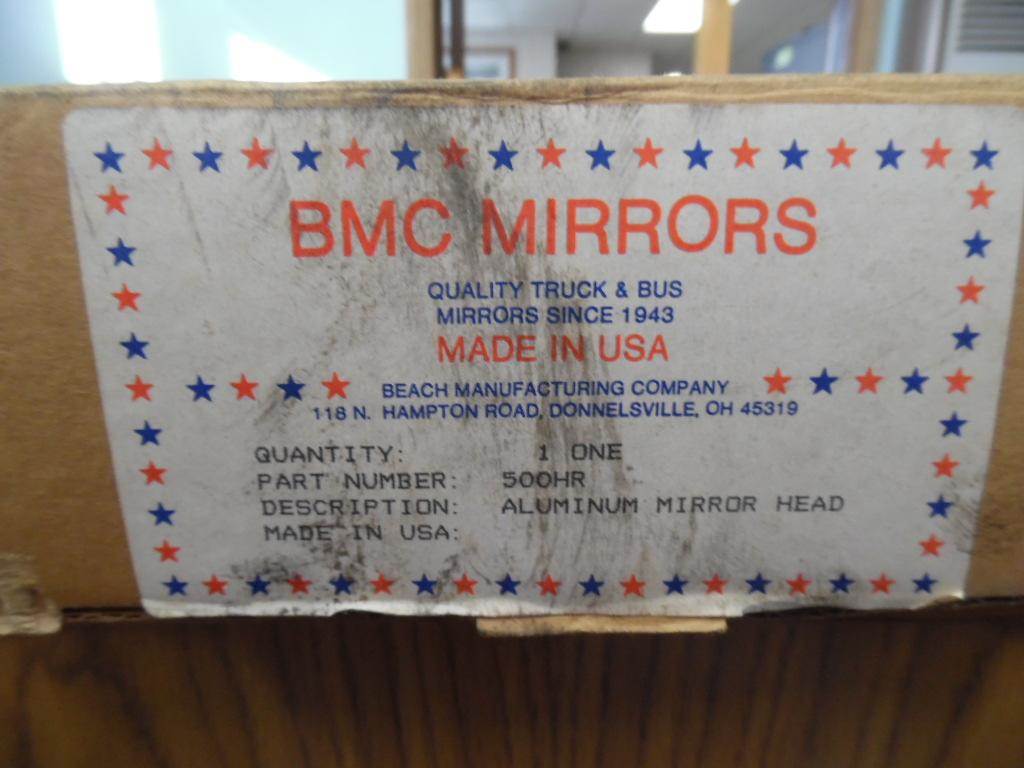 BMC MIRRORS
QUALITY TRUCK & BUS
MIRRORS SINCE 1943
MADE IN USA
BEACH MANUFACTURING COMPANY
118 N. HAMPTON ROAD, DONNELSVILLE, OH 45319
QUANTITY: 1 ONE
PART NUMBER: 500HR
DESCRIPTION: ALUMINUM MIRROR HEAD
MADE IN USA: